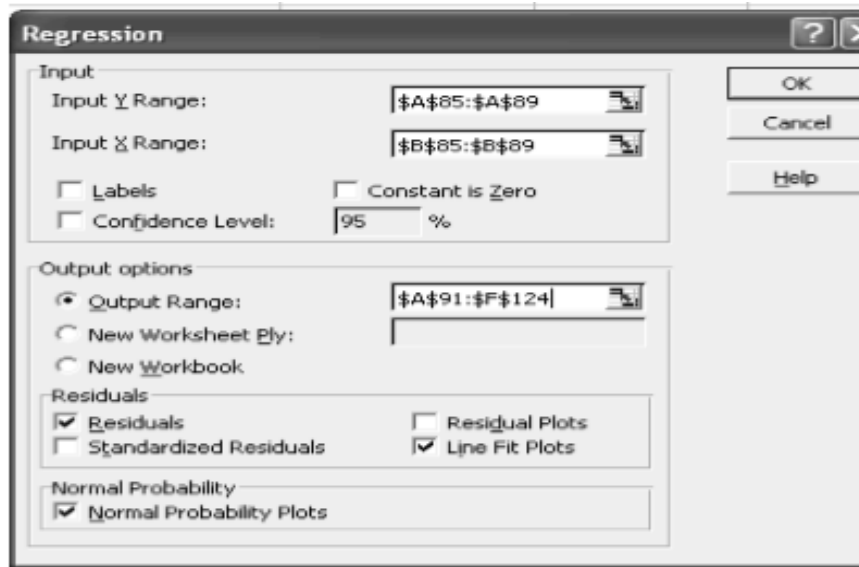 Regression
Input
Input Y Range: $A$85:$A$89
Input X Range: $B$85:$B$89
Labels Constant is Zero
Confidence Level: 95 %
OK
Cancel
Help
Output options
Output Range: $A$91:$F$124
New Worksheet Ply:
New Workbook
Residuals
Residuals Residual Plots
Standardized Residuals Line Fit Plots
Normal Probability
Normal Probability Plots